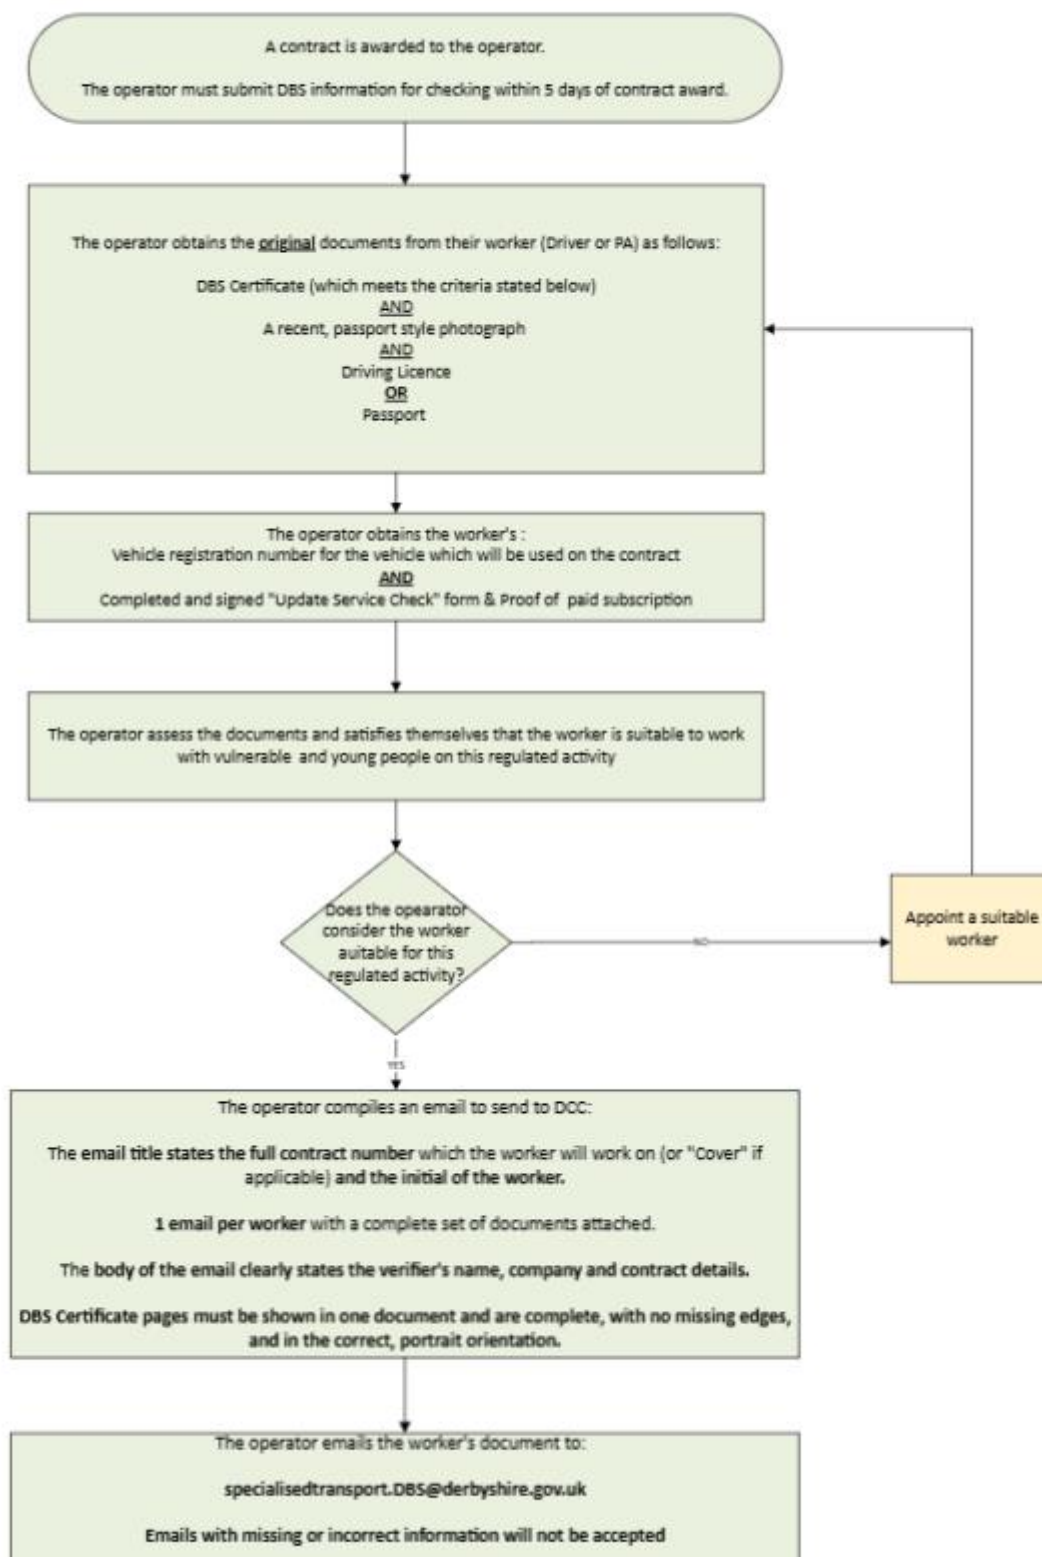 A contract is awarded to the operator.
The operator must submit DBS information for checking within 5 days of contract award.
The operator obtains the original documents from their worker (Driver or PA) as follows:
DBS Certificate (which meets the criteria stated below)
AND
A recent, passport style photograph
AND
Driving Licence
OR
Passport
The operator obtains the worker's :
Vehicle registration number for the vehicle which will be used on the contract
AND
Completed and signed "Update Service Check" form & Proof of paid subscription
The operator assess the documents and satisfies themselves that the worker is suitable to work
with vulnerable and young people on this regulated activity
Does the opearator
consider the worker
auitable for this
regulated activity?
NO
Appoint a suitable
worker
YES
The operator compiles an email to send to DCC:
The email title states the full contract number which the worker will work on (or "Cover" if
applicable) and the initial of the worker.
1 email per worker with a complete set of documents attached.
The body of the email clearly states the verifier's name, company and contract details.
DBS Certificate pages must be shown in one document and are complete, with no missing edges,
and in the correct, portrait orientation.
The operator emails the worker's document to:
specialisedtransport.DBS@derbyshire.gov.uk
Emails with missing or incorrect information will not be accepted